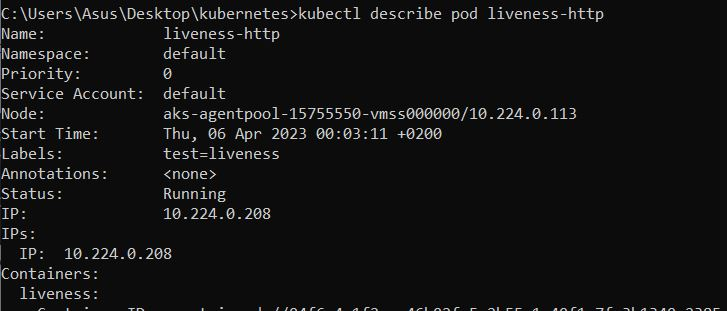 C:\Users\Asus\Desktop\kubernetes>kubectl describe pod liveness-http
Name:             liveness-http
Namespace:        default
Priority:         0
Service Account:  default
Node:             aks-agentpool-15755550-vmss000000/10.224.0.113
Start Time:       Thu, 06 Apr 2023 00:03:11 +0200
Labels:           test=liveness
Annotations:      <none>
Status:           Running
IP:               10.224.0.208
IPs:
  IP:  10.224.0.208
Containers:
  liveness: